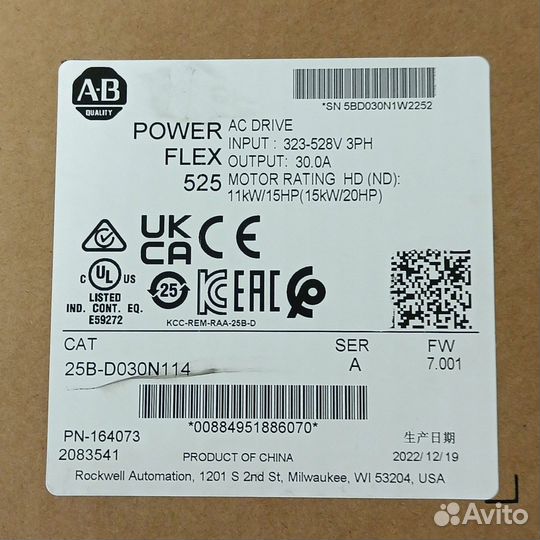 A-B
QUALITY
*SN 5BD030N1W2252
POWER FLEX 525
AC DRIVE
INPUT : 323-528V 3PH
OUTPUT: 30.0A
MOTOR RATING HD (ND):
11kW/15HP(15kW/20HP)
UK CA CE
C UL US
LISTED
IND. CONT. EQ.
E59272
25
KC EAC
KCC-REM-RAA-25B-D
CAT SER FW
25B-D030N114 A 7.001
*00884951886070*
PN-164073
2083541
PRODUCT OF CHINA
生产日期
2022/12/19
Rockwell Automation, 1201 S 2nd St, Milwaukee, WI 53204, USA
Avito